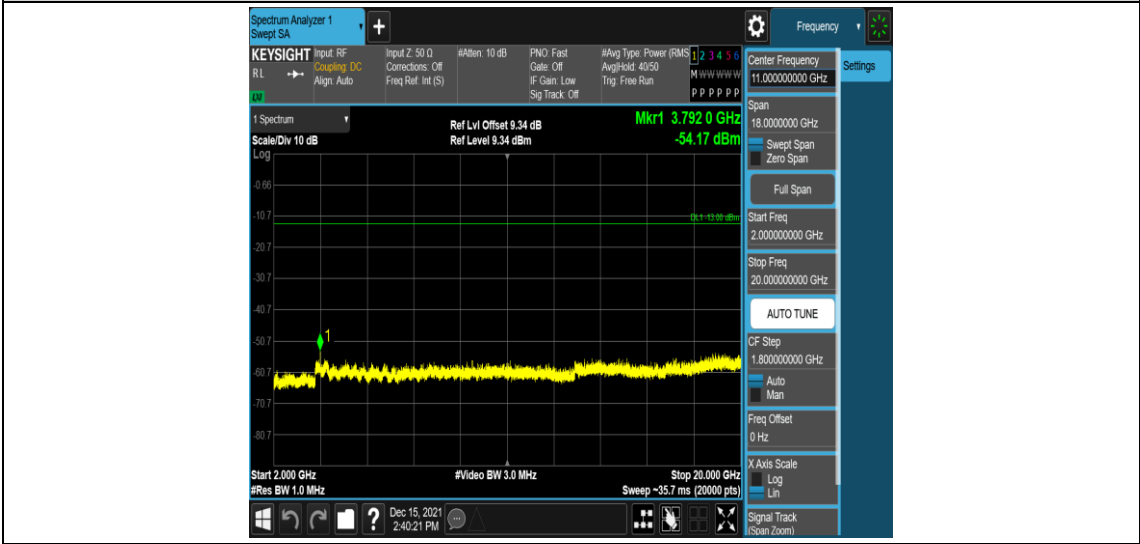 Spectrum Analyzer 1
Swept SA
+
Frequency
KEYSIGHT
RL
Input: RF
Coupling: DC
Align: Auto
Input Z: 50 Ω
Corrections: Off
Freq Ref: Int (S)
#Atten: 10 dB
PNO: Fast
Gate: Off
IF Gain: Low
Sig Track: Off
#Avg Type: Power (RMS
Avg|Hold: 40/50
Trig: Free Run
1 2 3 4 5 6
M W W W W W
P P P P P P
1 Spectrum
Scale/Div 10 dB
Log
Ref Lvl Offset 9.34 dB
Ref Level 9.34 dBm
Mkr1 3.792 0 GHz
-54.17 dBm
-0.66
-10.7
DL1 -13.00 dBm
-20.7
-30.7
-40.7
-50.7
1
-60.7
-70.7
-80.7
Start 2.000 GHz
#Res BW 1.0 MHz
#Video BW 3.0 MHz
Stop 20.000 GHz
Sweep ~35.7 ms (20000 pts)
?
Dec 15, 2021
2:40:21 PM
Center Frequency
11.000000000 GHz
Settings
Span
18.0000000 GHz
Swept Span
Zero Span
Full Span
Start Freq
2.000000000 GHz
Stop Freq
20.000000000 GHz
AUTO TUNE
CF Step
1.800000000 GHz
Auto
Man
Freq Offset
0 Hz
X Axis Scale
Log
Lin
Signal Track
(Span Zoom)